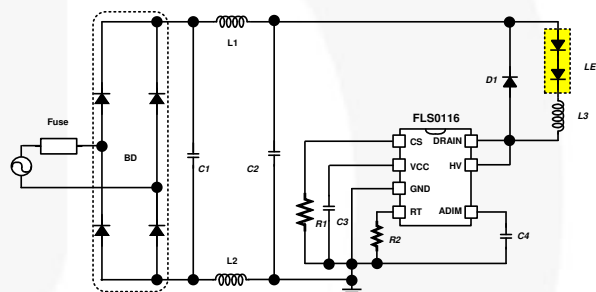 L1
LE
D1
L3
Fuse
FLS0116
CS
DRAIN
BD
C1
C2
VCC
HV
GND
RT
ADIM
R1
C3
R2
C4
L2